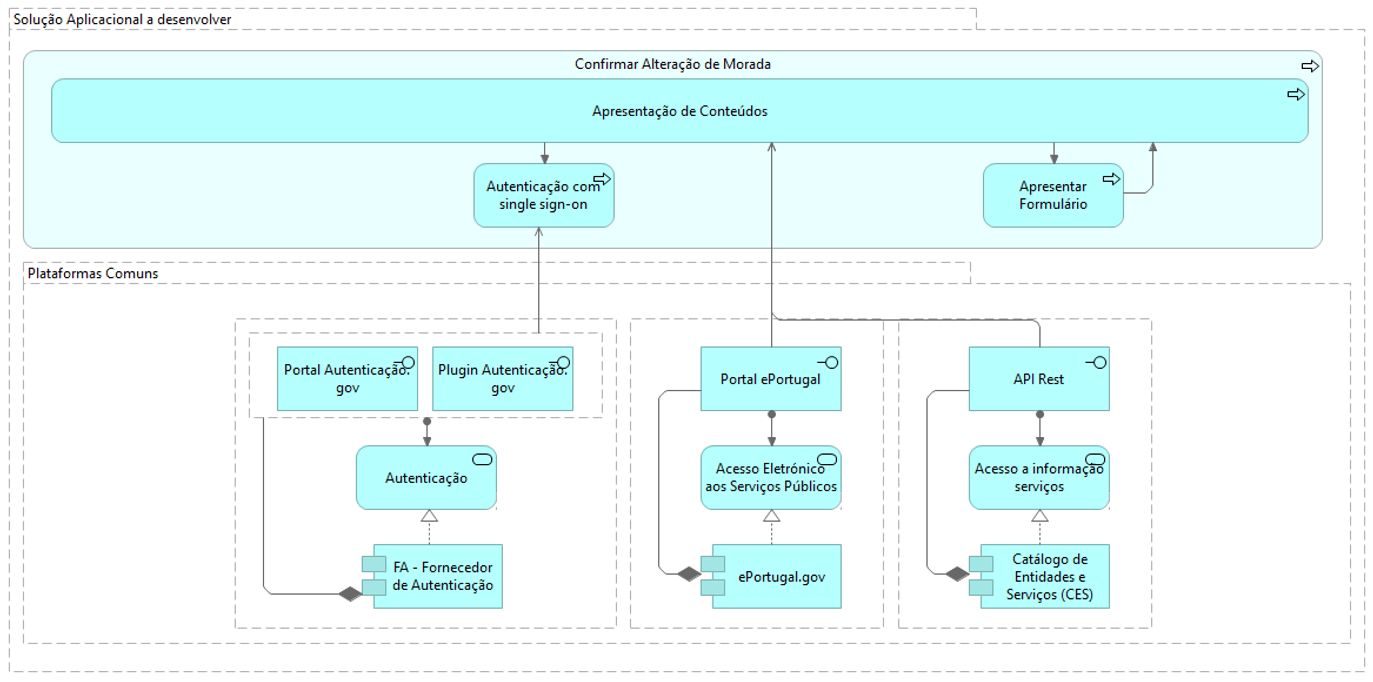 Solução Aplicacional a desenvolver
Confirmar Alteração de Morada
Apresentação de Conteúdos
Autenticação com
single sign-on
Apresentar
Formulário
Plataformas Comuns
Portal Autenticação.
gov
Plugin Autenticação.
gov
Portal ePortugal
API Rest
Autenticação
Acesso Eletrónico
aos Serviços Públicos
Acesso a informação
serviços
FA - Fornecedor
de Autenticação
ePortugal.gov
Catálogo de
Entidades e
Serviços (CES)